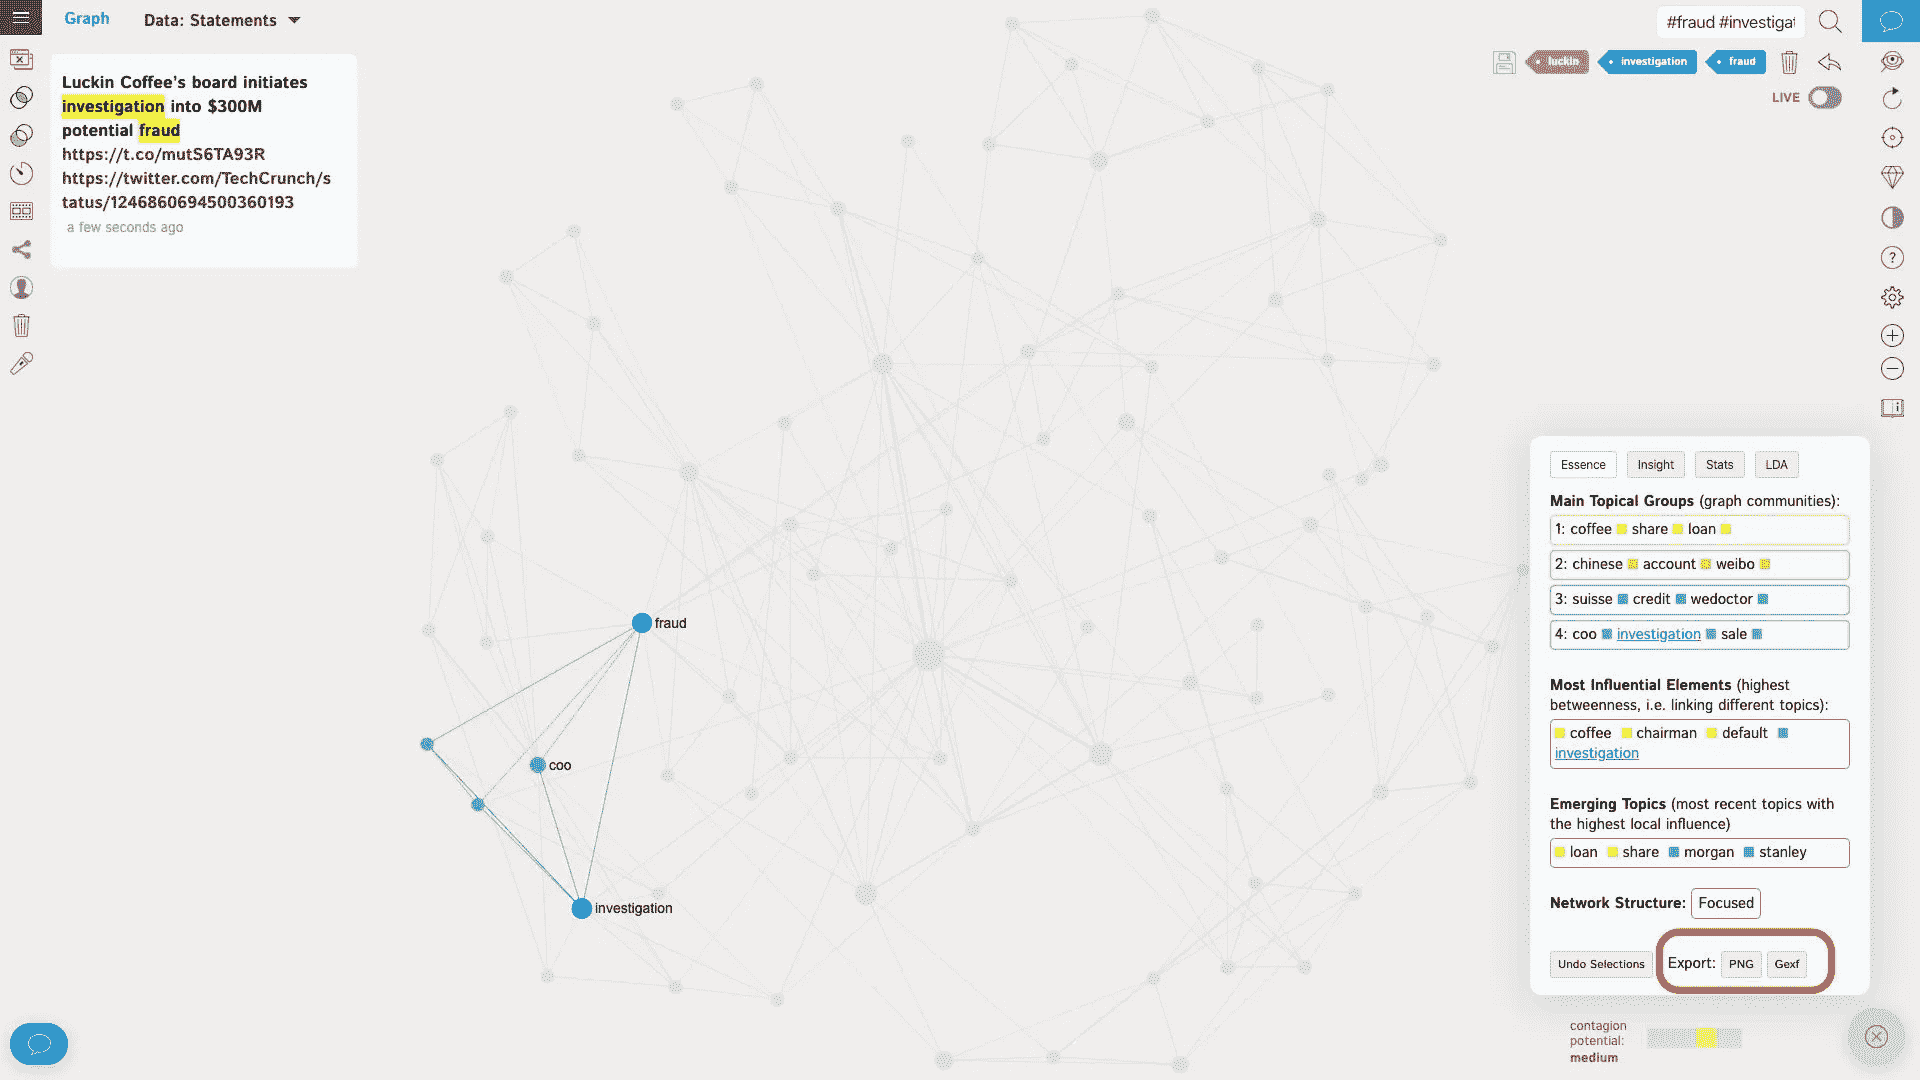 Graph
Data: Statements
#fraud #investigat
luckin
investigation
fraud
LIVE
Luckin Coffee's board initiates
investigation into $300M
potential fraud
https://t.co/mutS6TA93R
https://twitter.com/TechCrunch/s
tatus/1246860694500360193
a few seconds ago
fraud
coo
investigation
Essence
Insight
Stats
LDA
Main Topical Groups (graph communities):
1: coffee share loan
2: chinese account weibo
3: suisse credit wedoctor
4: coo investigation sale
Most Influential Elements (highest
betweenness, i.e. linking different topics):
coffee chairman default
investigation
Emerging Topics (most recent topics with
the highest local influence)
loan share morgan stanley
Network Structure: Focused
Undo Selections
Export: PNG Gexf
contagion
potential:
medium